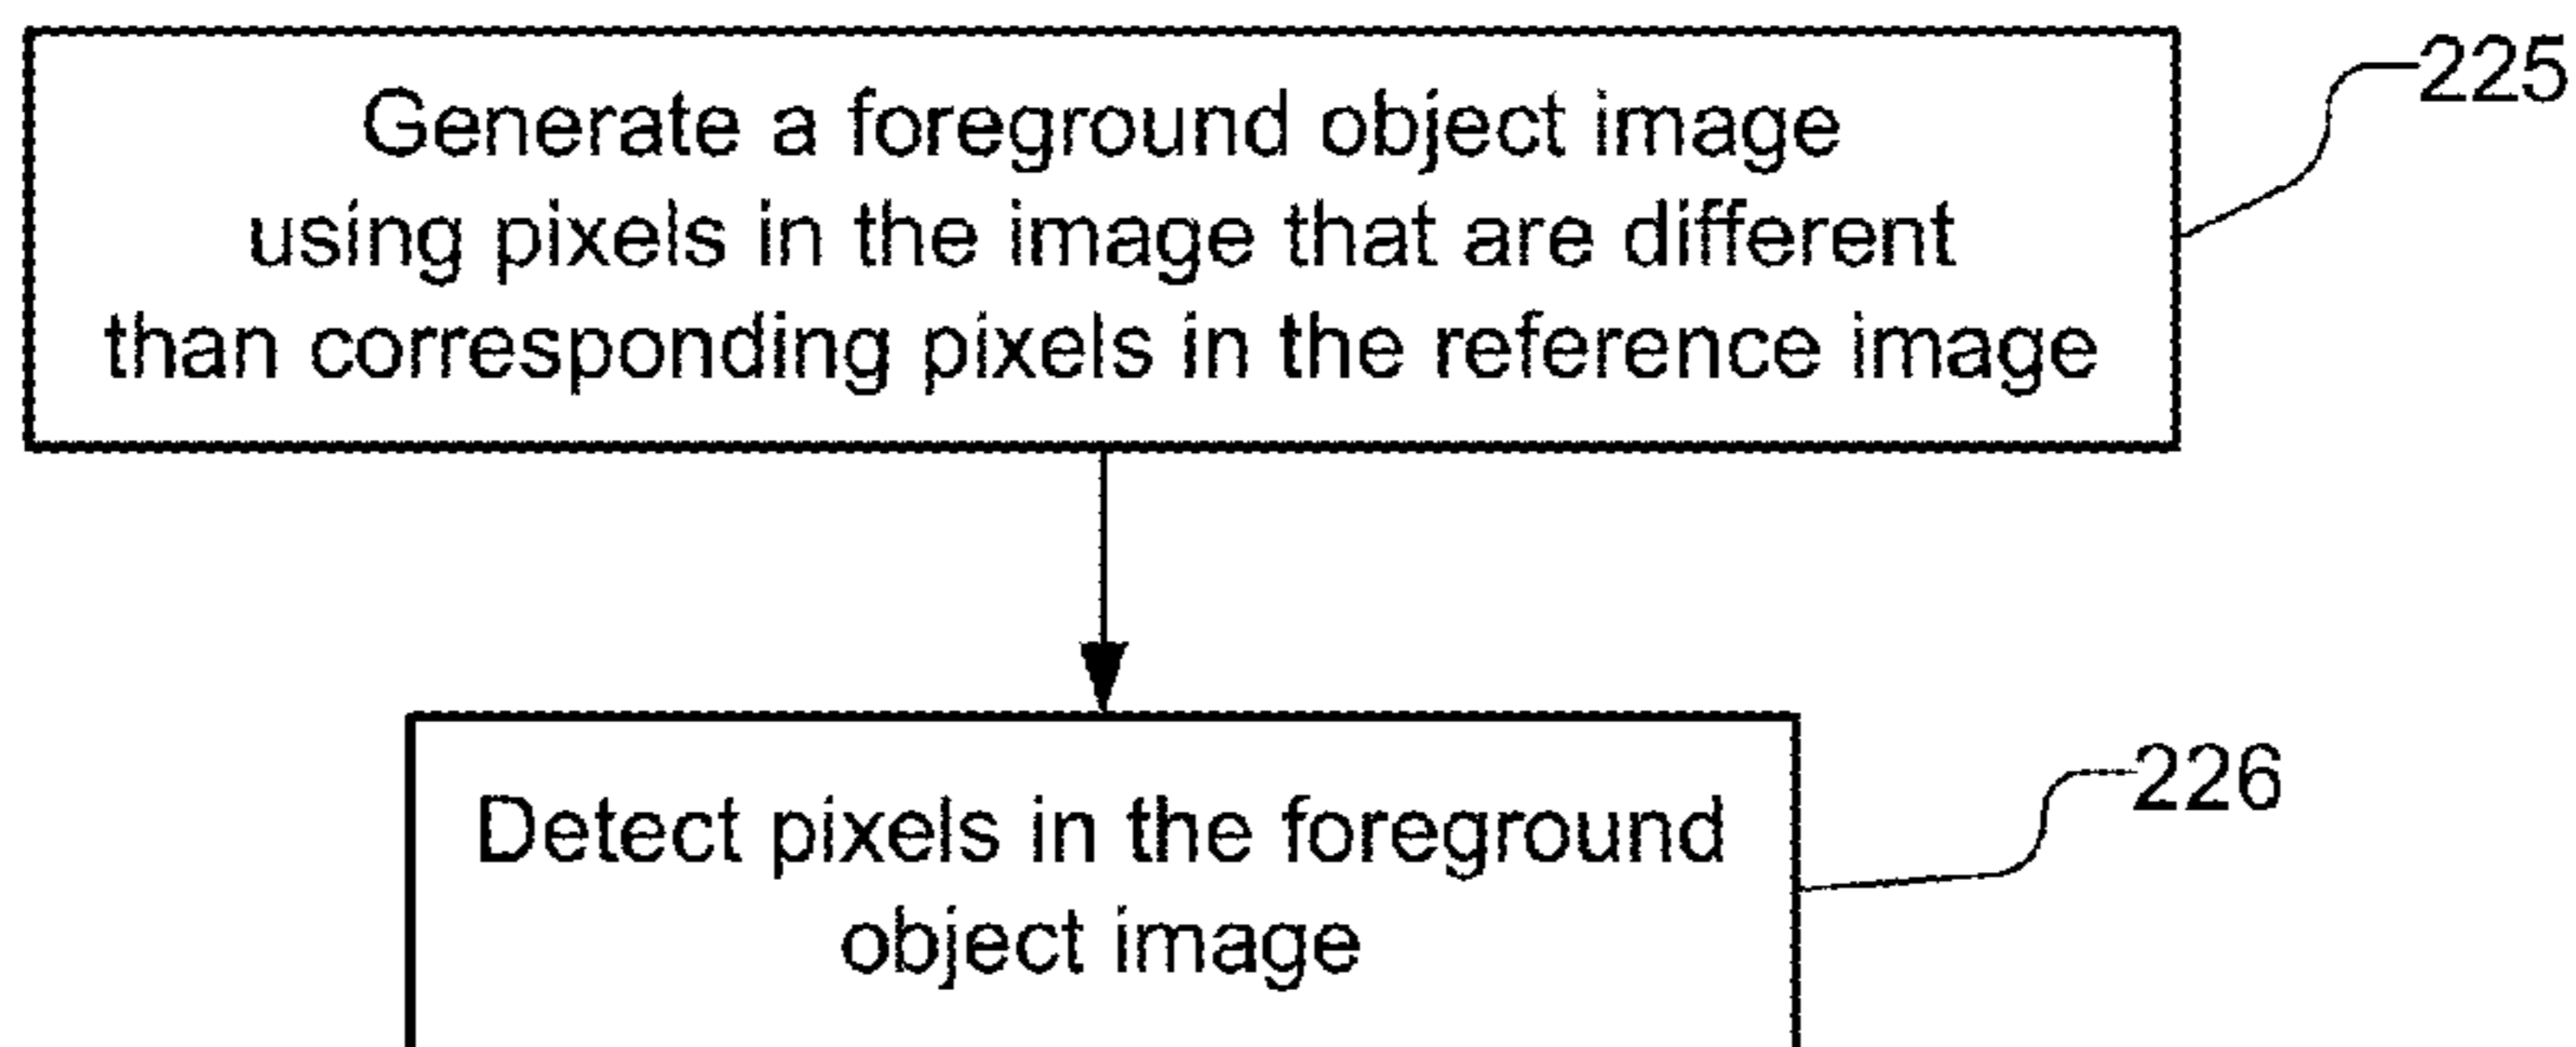 Generate a foreground object image
using pixels in the image that are different
than corresponding pixels in the reference image
225
Detect pixels in the foreground
object image
226